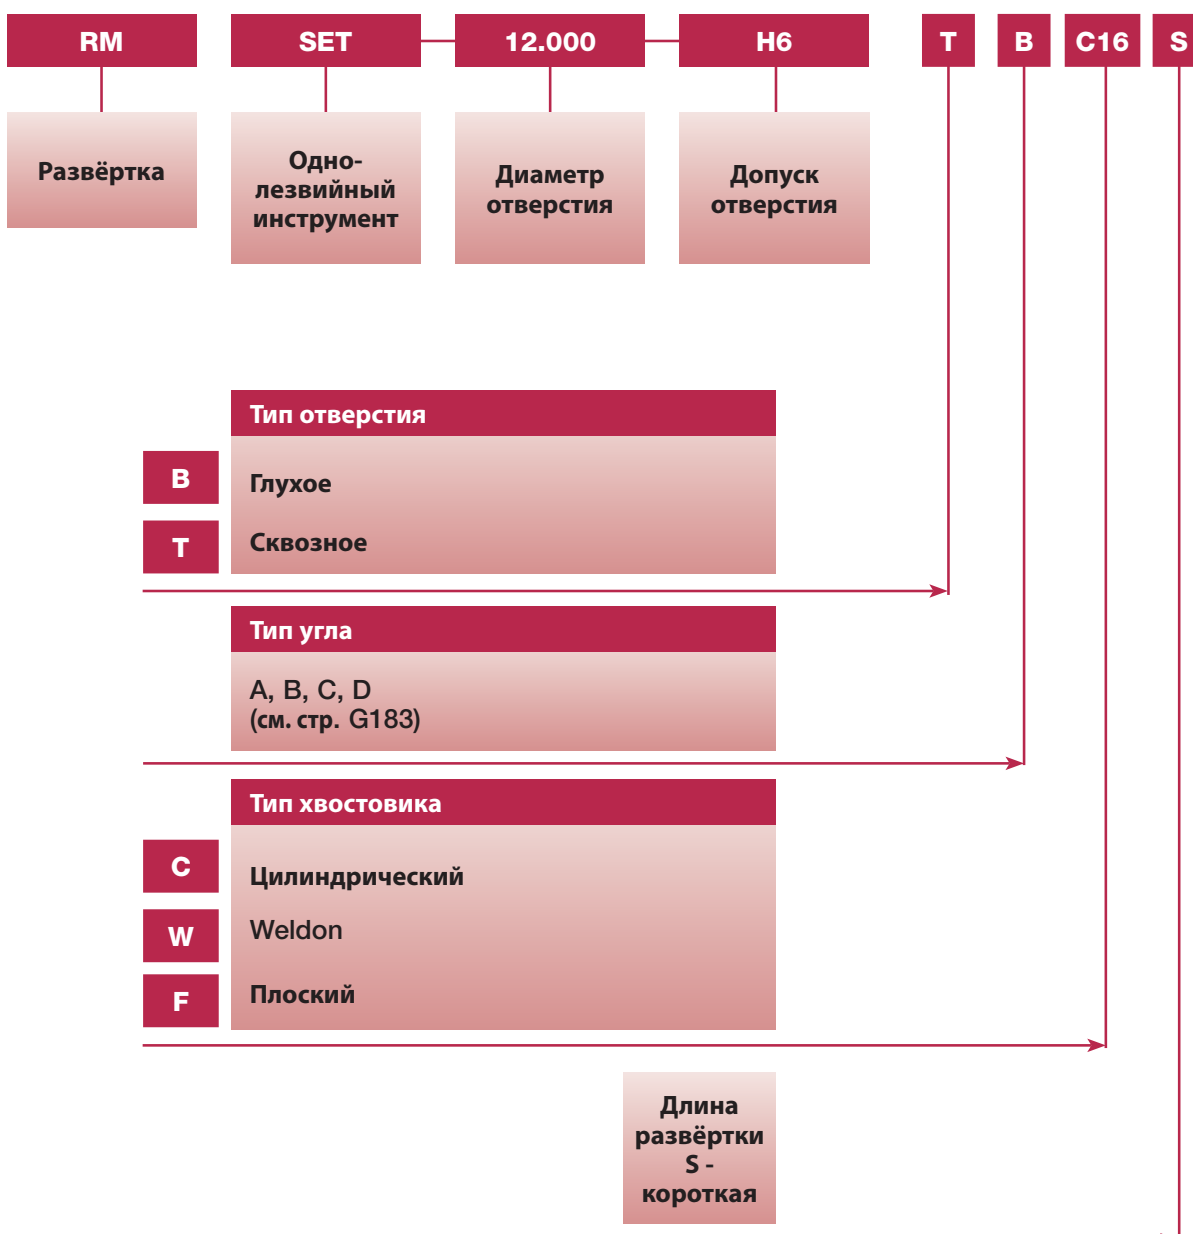 RM SET 12.000 H6 T B C16 S
Развёртка
Одно-
лезвийный
инструмент
Диаметр
отверстия
Допуск
отверстия
Тип отверстия
B Глухое
T Сквозное
Тип угла
A, B, C, D
(см. стр. G183)
Тип хвостовика
C Цилиндрический
W Weldon
F Плоский
Длина
развёртки
S -
короткая